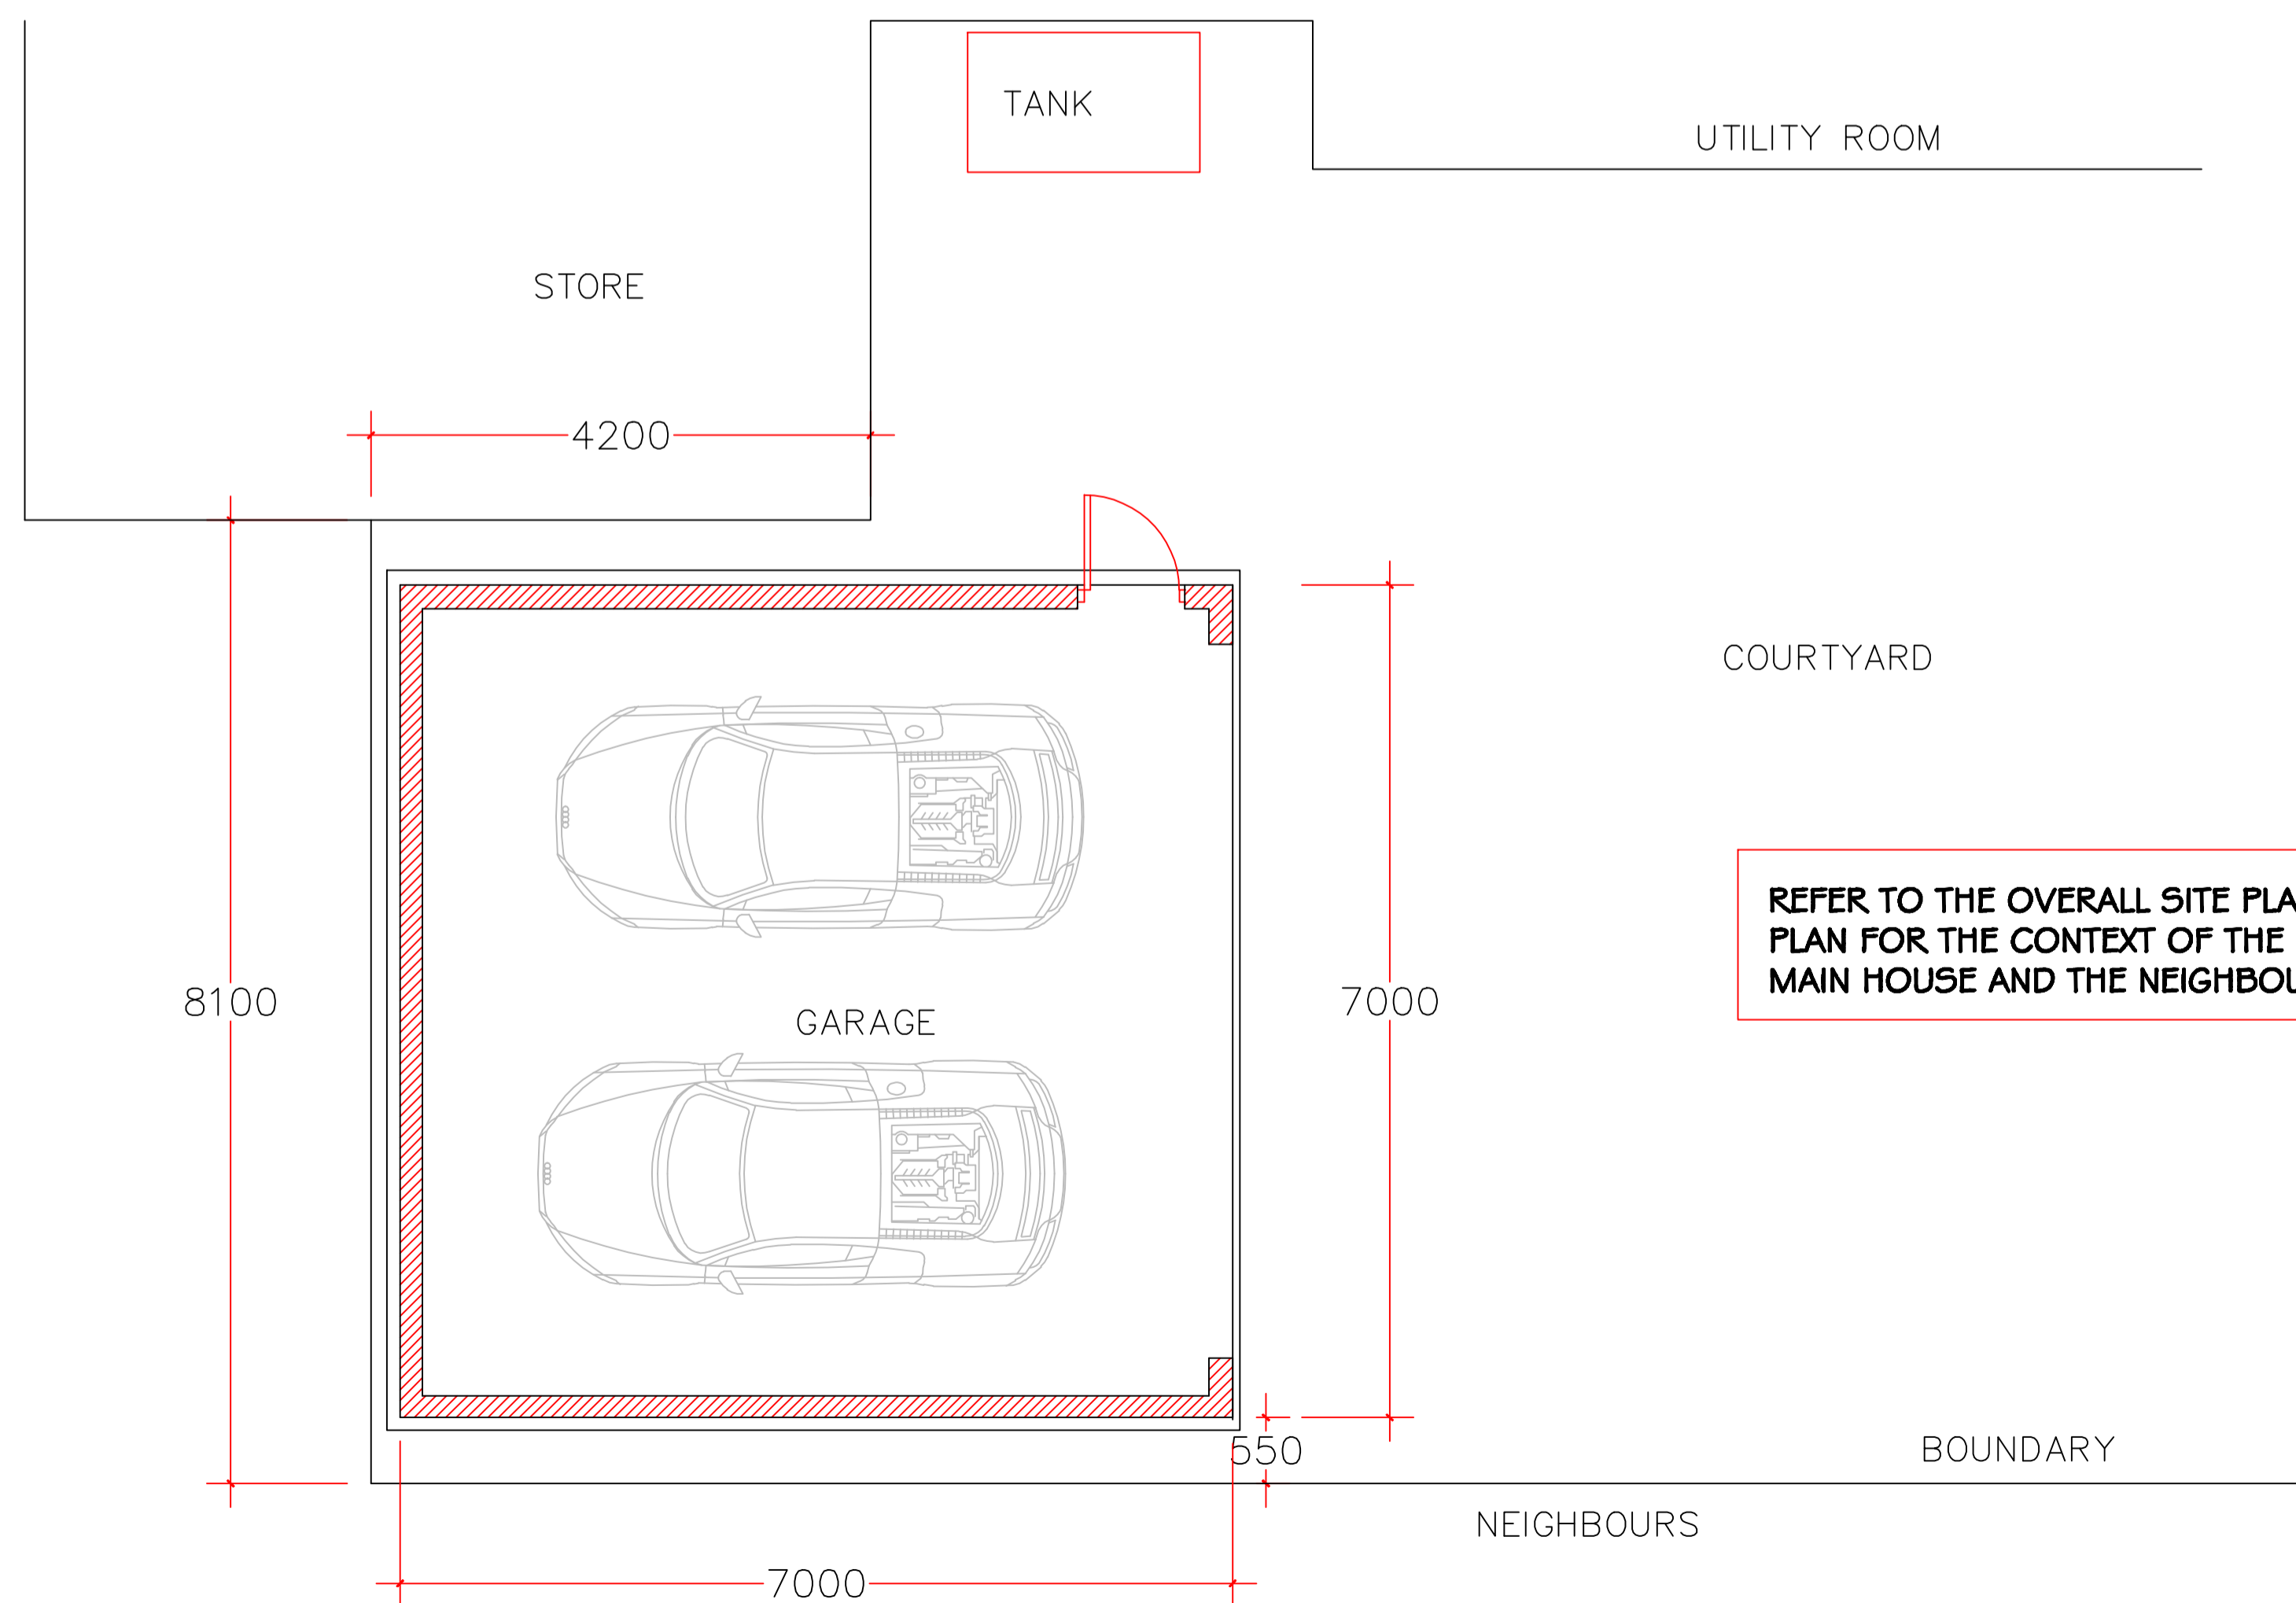 TANK
UTILITY ROOM
STORE
4200
COURTYARD
REFER TO THE OVERALL SITE
PLAN FOR THE CONTEXT OF THE
MAIN HOUSE AND THE
8100
7000
GARAGE
550
BOUNDARY
NEIGHBOURS
7000